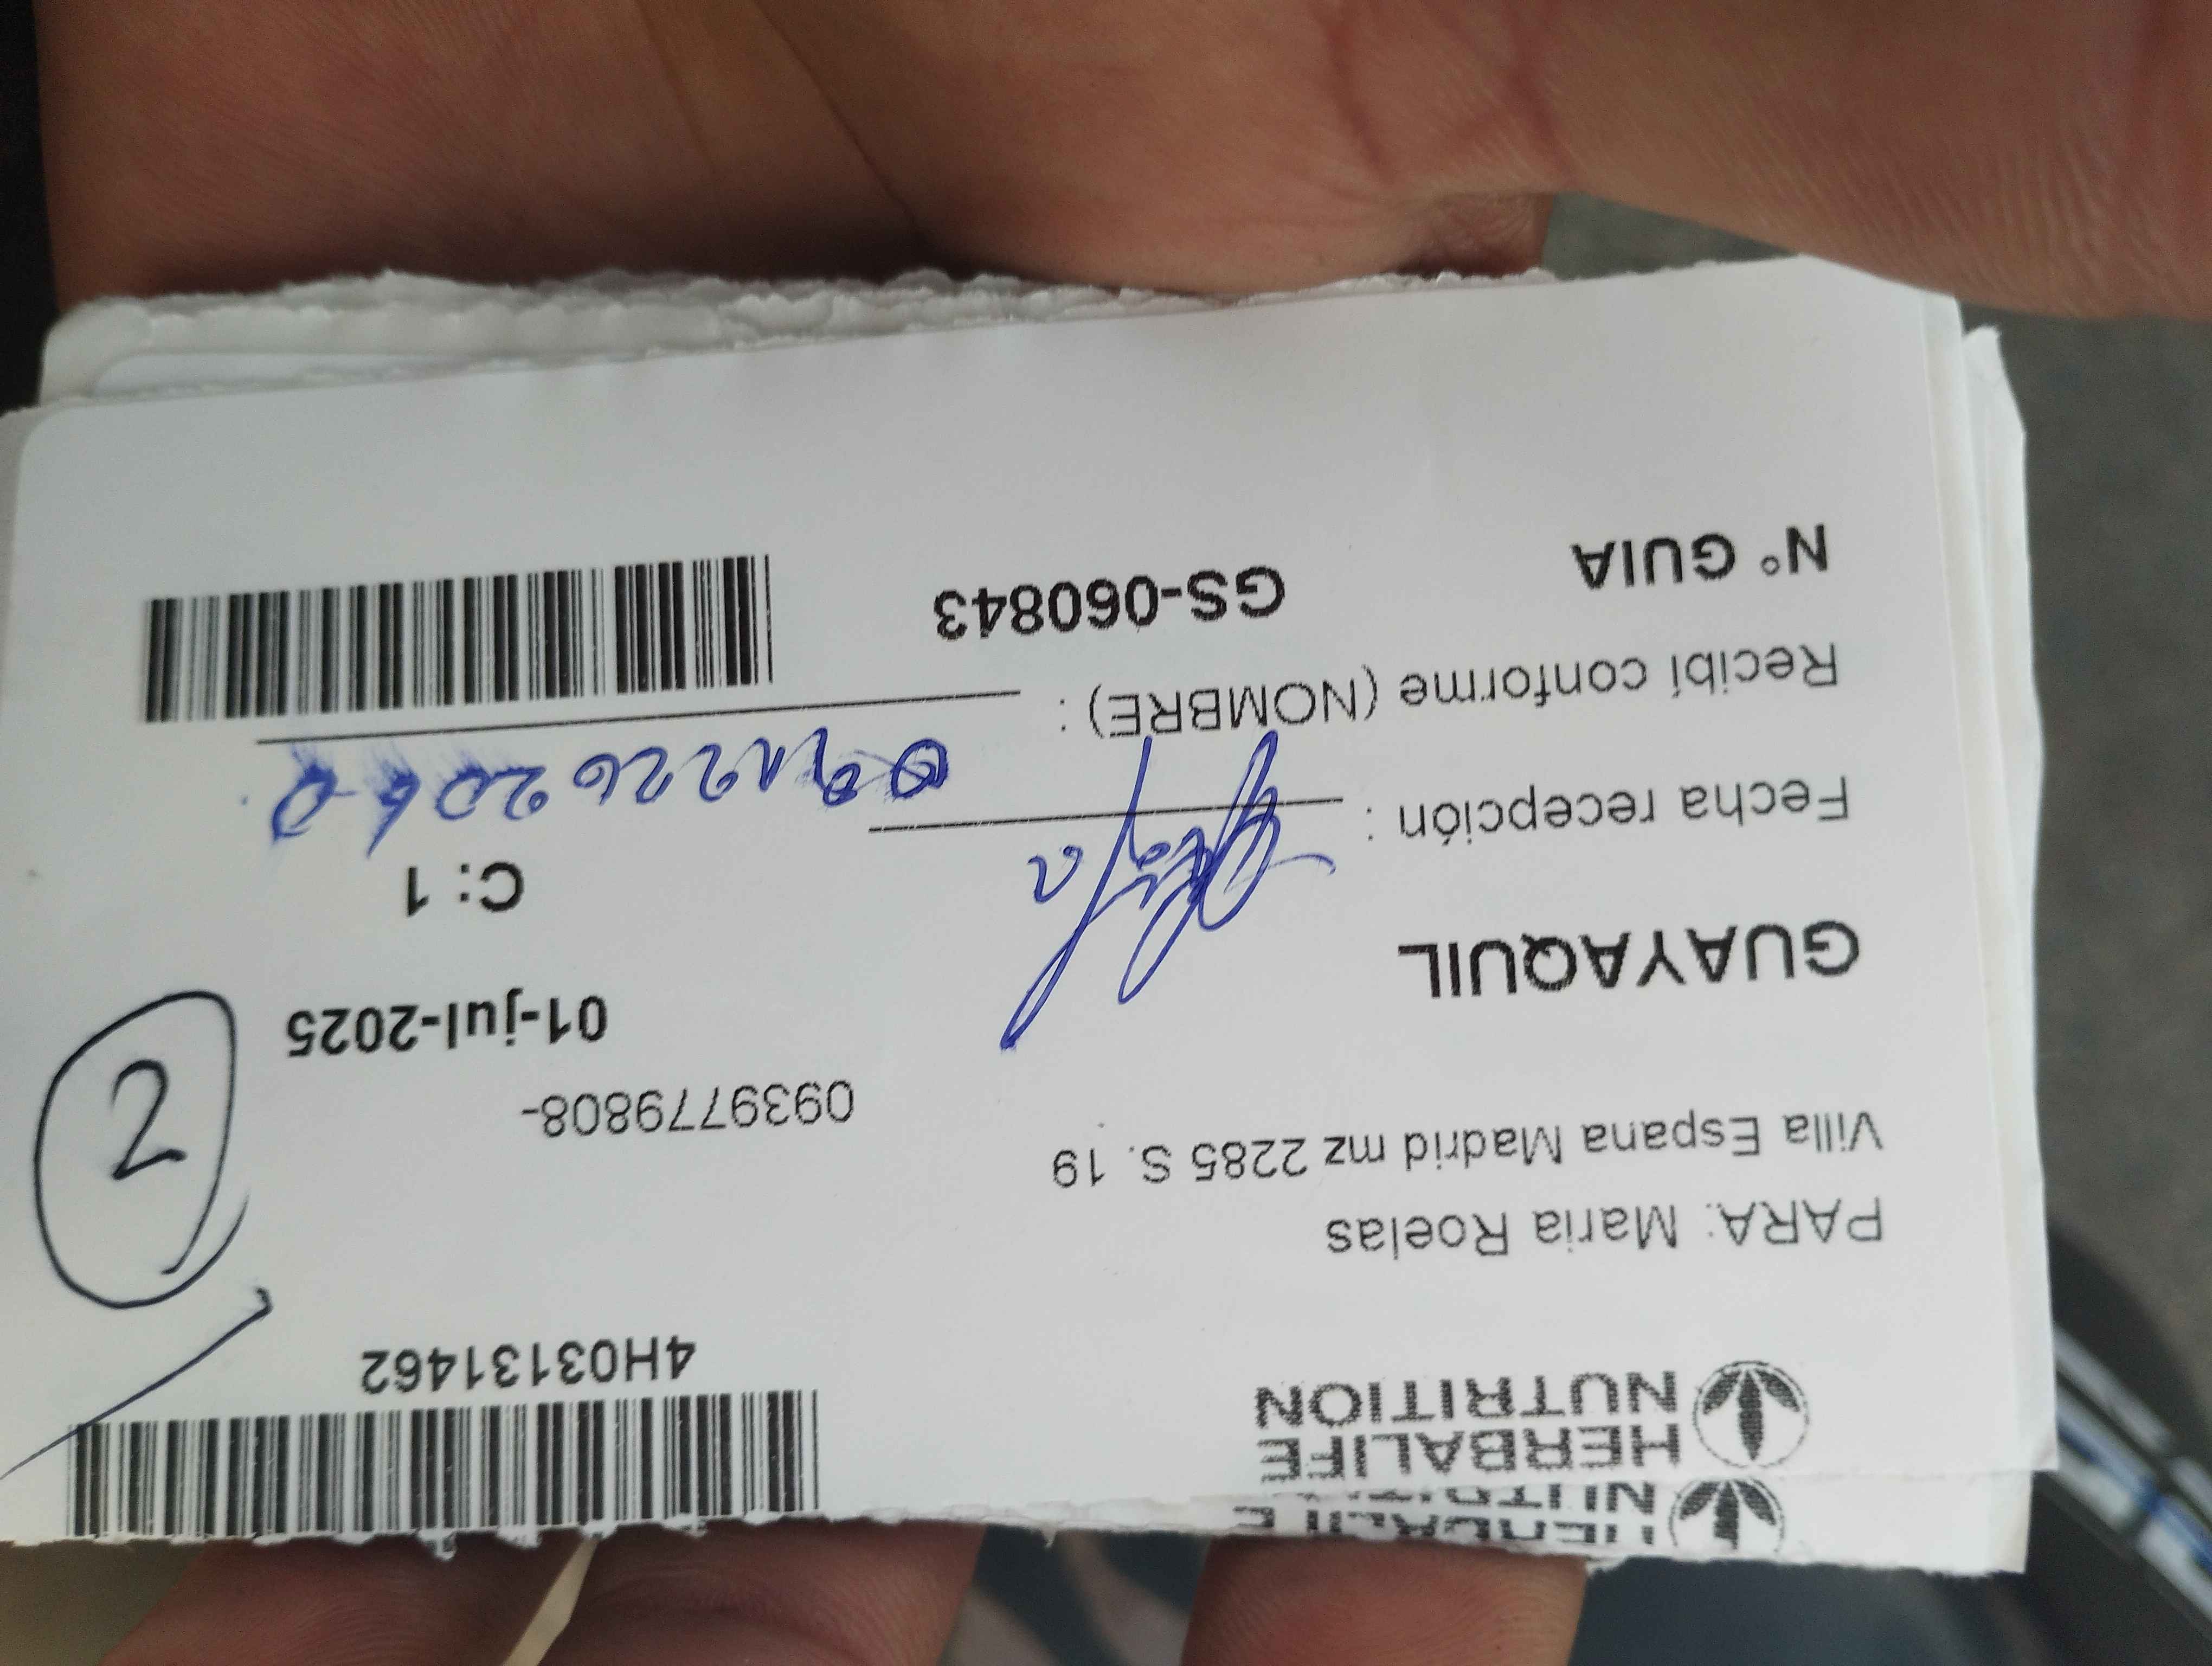 HERBALIFE
NUTRITION
4H03131462
PARA: Maria Roelas
Villa Espana Madrid mz 2285 S. 19
0939779808-
2
01-jul-2025
GUAYAQUIL
C: 1
Fecha recepción :
Recibí conforme (NOMBRE) :
N° GUIA
GS-060843